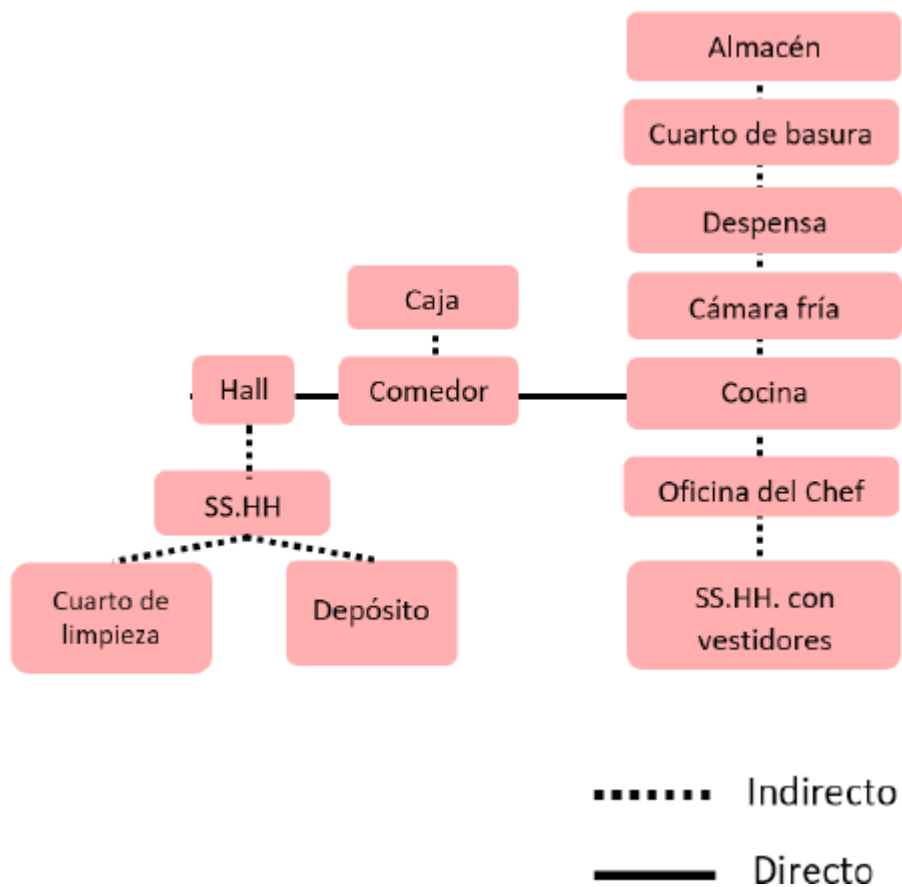 Almacén
Cuarto de basura
Despensa
Cámara fría
Caja
Hall
Comedor
Cocina
SS.HH
Oficina del Chef
Cuarto de
limpieza
Depósito
SS.HH. con
vestidores
Indirecto
Directo